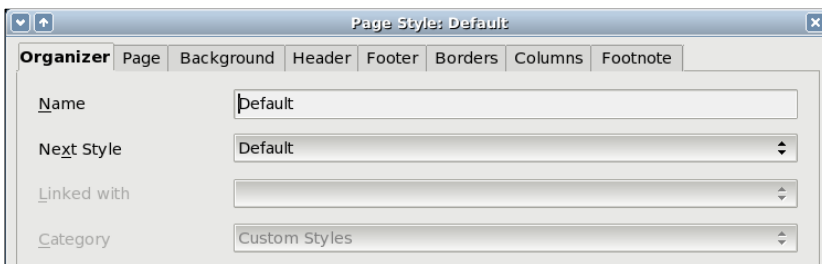 Page Style: Default
Organizer Page Background Header Footer Borders Columns Footnote
Name Default
Next Style Default
Linked with
Category Custom Styles